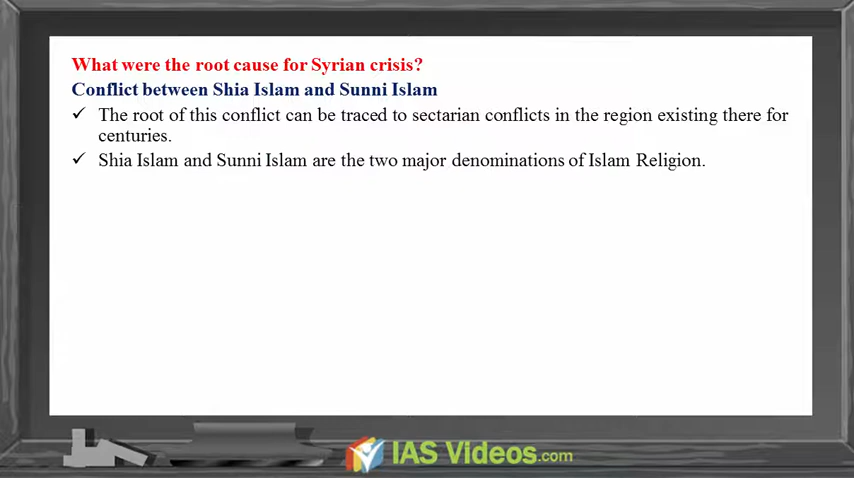 What were the root cause for Syrian crisis?
Conflict between Shia Islam and Sunni Islam
✓ The root of this conflict can be traced to sectarian conflicts in the region existing there for
centuries.
✓ Shia Islam and Sunni Islam are the two major denominations of Islam Religion.
IAS Videos.com